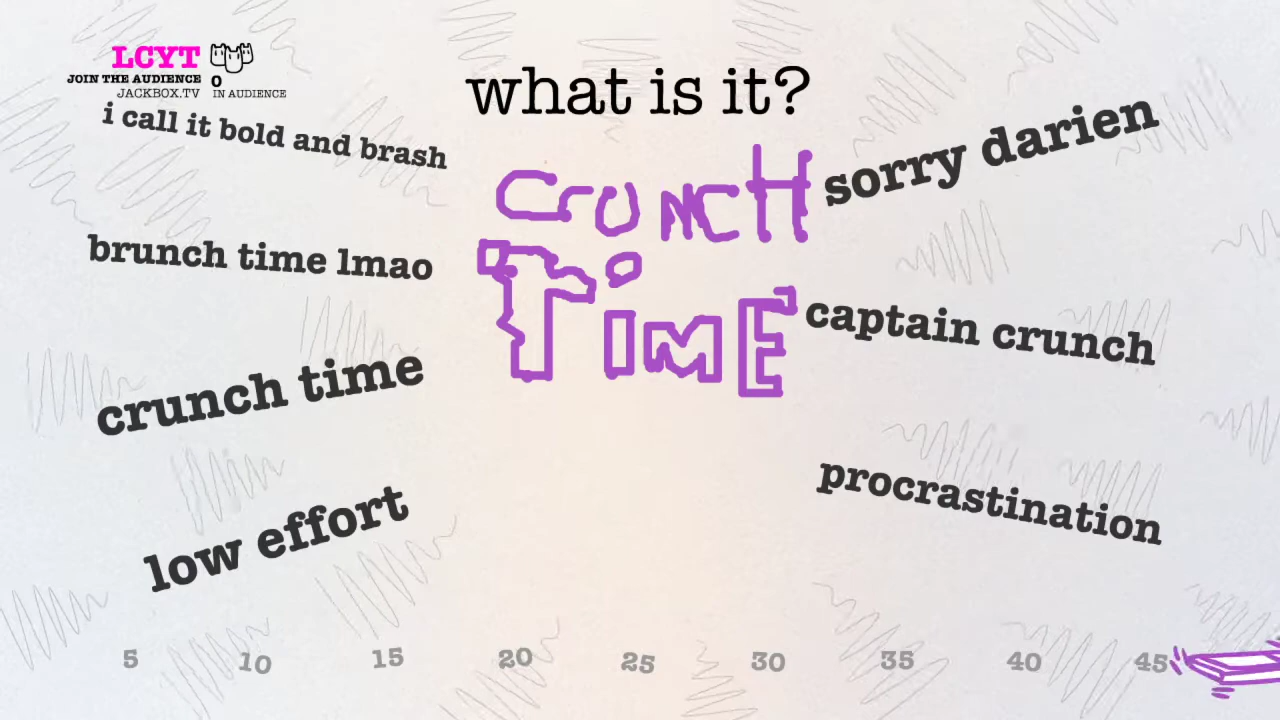 LCYT
JOIN THE AUDIENCE
JACKBOX.TV
0
IN AUDIENCE
what is it?
i call it bold and brash
sorry darien
CrUNCH
TiME
brunch time lmao
captain crunch
crunch time
procrastination
low effort
5 10 15 20 25 30 35 40 45